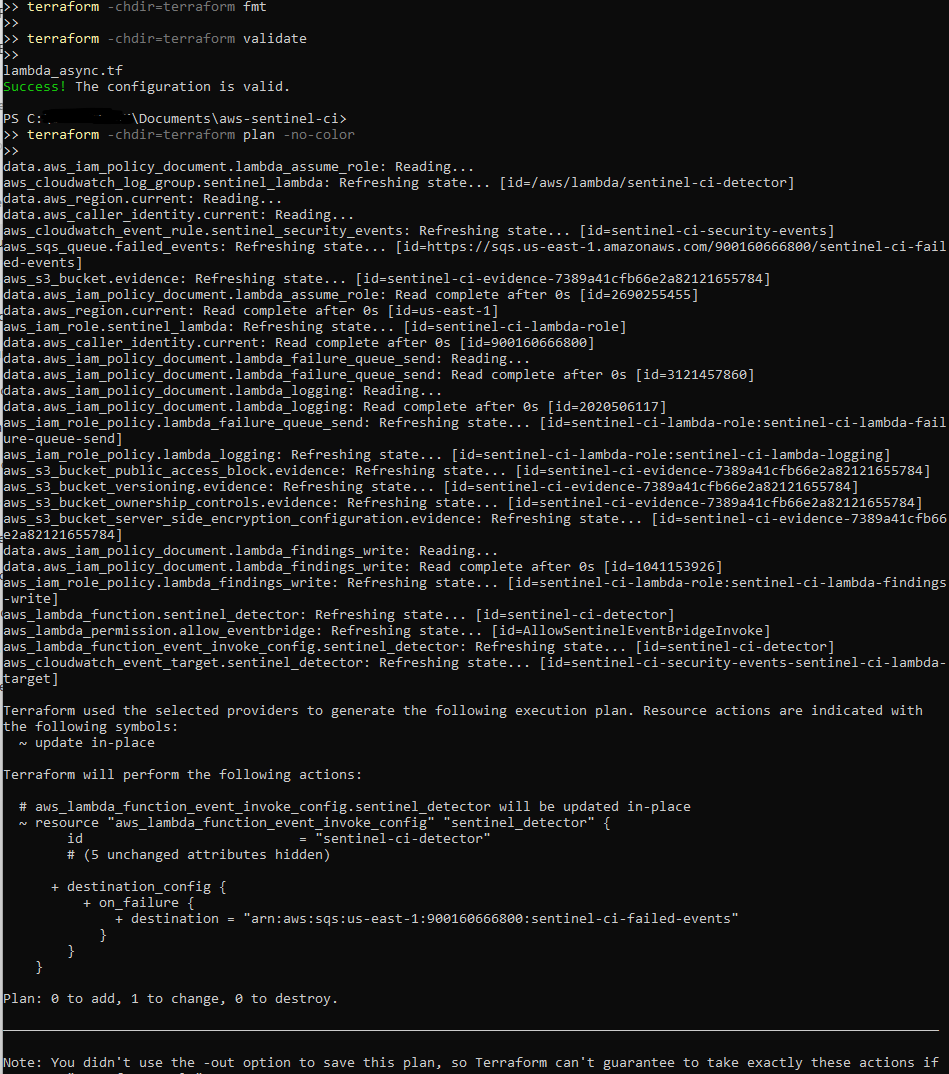 >> terraform -chdir=terraform fmt
>>
>> terraform -chdir=terraform validate
>>
lambda_async.tf
Success! The configuration is valid.
PS C:\Documents\aws-sentinel-ci>
>> terraform -chdir=terraform plan -no-color
>>
data.aws_iam_policy_document.lambda_assume_role: Reading...
aws_cloudwatch_log_group.sentinel_lambda: Refreshing state... [id=/aws/lambda/sentinel-ci-detector]
data.aws_region.current: Reading...
data.aws_caller_identity.current: Reading...
aws_cloudwatch_event_rule.sentinel_security_events: Refreshing state... [id=sentinel-ci-security-events]
aws_sqs_queue.failed_events: Refreshing state... [id=https://sqs.us-east-1.amazonaws.com/900160666800/sentinel-ci-fail
ed-events]
aws_s3_bucket.evidence: Refreshing state... [id=sentinel-ci-evidence-7389a41cfb66e2a82121655784]
data.aws_iam_policy_document.lambda_assume_role: Read complete after 0s [id=2690255455]
data.aws_region.current: Read complete after 0s [id=us-east-1]
aws_iam_role.sentinel_lambda: Refreshing state... [id=sentinel-ci-lambda-role]
data.aws_caller_identity.current: Read complete after 0s [id=900160666800]
data.aws_iam_policy_document.lambda_failure_queue_send: Reading...
data.aws_iam_policy_document.lambda_failure_queue_send: Read complete after 0s [id=3121457860]
data.aws_iam_policy_document.lambda_logging: Reading...
data.aws_iam_policy_document.lambda_logging: Read complete after 0s [id=2020506117]
aws_iam_role_policy.lambda_failure_queue_send: Refreshing state... [id=sentinel-ci-lambda-role:sentinel-ci-lambda-fail
ure-queue-send]
aws_iam_role_policy.lambda_logging: Refreshing state... [id=sentinel-ci-lambda-role:sentinel-ci-lambda-logging]
aws_s3_bucket_public_access_block.evidence: Refreshing state... [id=sentinel-ci-evidence-7389a41cfb66e2a82121655784]
aws_s3_bucket_versioning.evidence: Refreshing state... [id=sentinel-ci-evidence-7389a41cfb66e2a82121655784]
aws_s3_bucket_ownership_controls.evidence: Refreshing state... [id=sentinel-ci-evidence-7389a41cfb66e2a82121655784]
aws_s3_bucket_server_side_encryption_configuration.evidence: Refreshing state... [id=sentinel-ci-evidence-7389a41cfb66
e2a82121655784]
data.aws_iam_policy_document.lambda_findings_write: Reading...
data.aws_iam_policy_document.lambda_findings_write: Read complete after 0s [id=1041153926]
aws_iam_role_policy.lambda_findings_write: Refreshing state... [id=sentinel-ci-lambda-role:sentinel-ci-lambda-findings
-write]
aws_lambda_function.sentinel_detector: Refreshing state... [id=sentinel-ci-detector]
aws_lambda_permission.allow_eventbridge: Refreshing state... [id=AllowSentinelEventBridgeInvoke]
aws_lambda_function_event_invoke_config.sentinel_detector: Refreshing state... [id=sentinel-ci-detector]
aws_cloudwatch_event_target.sentinel_detector: Refreshing state... [id=sentinel-ci-security-events-sentinel-ci-lambda-
target]
Terraform used the selected providers to generate the following execution plan. Resource actions are indicated with
the following symbols:
~ update in-place
Terraform will perform the following actions:
# aws_lambda_function_event_invoke_config.sentinel_detector will be updated in-place
~ resource "aws_lambda_function_event_invoke_config" "sentinel_detector" {
id = "sentinel-ci-detector"
# (5 unchanged attributes hidden)
+ destination_config {
+ on_failure {
+ destination = "arn:aws:sqs:us-east-1:900160666800:sentinel-ci-failed-events"
}
}
}
Plan: 0 to add, 1 to change, 0 to destroy.
Note: You didn't use the -out option to save this plan, so Terraform can't guarantee to take exactly these actions if